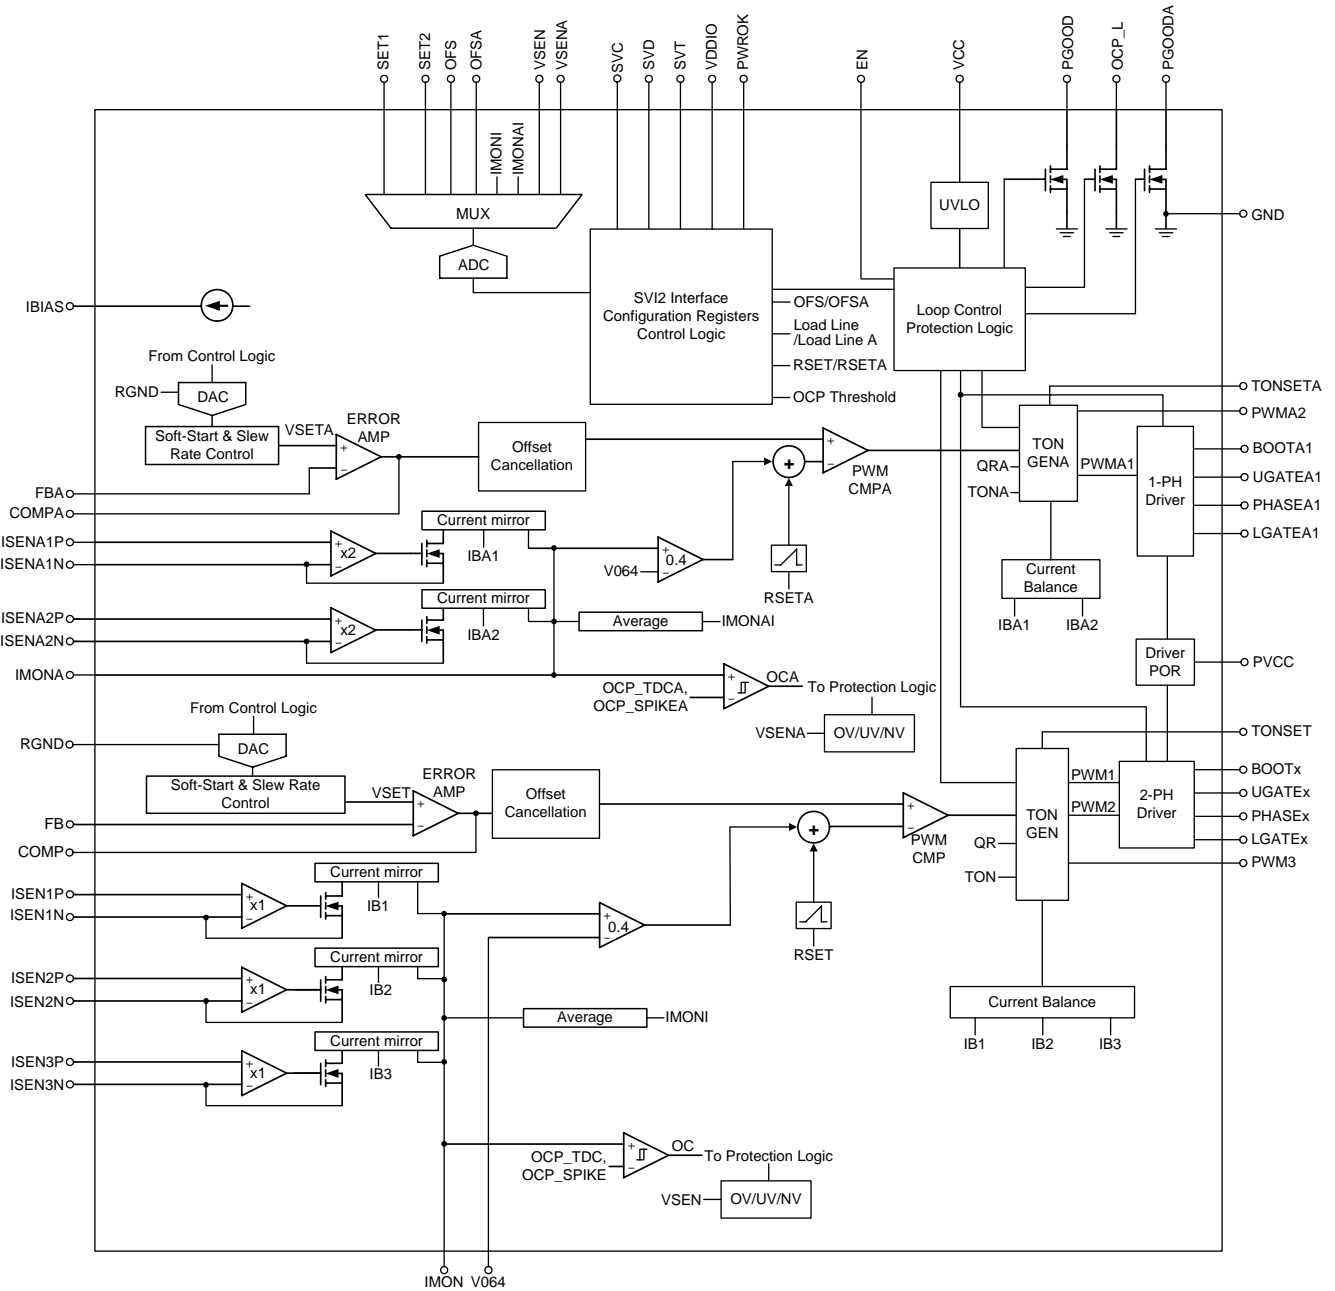 SET1
SET2
OFS
OFSA
VSEN
VSENA
SVC
SVD
SVT
VDDIO
PWROK
EN
VCC
PGOOD
OCP_L
PGOODA
IMONI
IMONAI
MUX
ADC
UVLO
GND
IBIAS
SVI2 Interface
Configuration Registers
Control Logic
OFS/OFSA
Load Line
/Load Line A
RSET/RSETA
OCP Threshold
Loop Control
Protection Logic
From Control Logic
RGND
DAC
Soft-Start & Slew
Rate Control
VSETA
ERROR
AMP
+
−
Offset
Cancellation
+
+
−
PWM
CMPA
TON
GENA
QRA
TONA
PWMA1
1-PH
Driver
TONSETA
PWMA2
BOOTA1
UGATEA1
PHASEA1
LGATEA1
FBA
COMPA
ISENA1P
ISENA1N
+
x2
−
Current mirror
IBA1
V064
+
0.4
−
RSETA
Current
Balance
IBA1
IBA2
ISENA2P
ISENA2N
+
x2
−
Current mirror
IBA2
Average
IMONAI
Driver
POR
PVCC
IMONA
OCP_TDCA,
OCP_SPIKEA
+
−
OCA
To Protection Logic
VSENA
OV/UV/NV
From Control Logic
RGND
DAC
Soft-Start & Slew Rate
Control
VSET
ERROR
AMP
+
−
Offset
Cancellation
+
+
−
PWM
CMP
TON
GEN
QR
TON
PWM1
PWM2
2-PH
Driver
TONSET
BOOTx
UGATEx
PHASEx
LGATEx
PWM3
FB
COMP
ISEN1P
ISEN1N
+
x1
−
Current mirror
IB1
+
0.4
−
RSET
ISEN2P
ISEN2N
+
x1
−
Current mirror
IB2
Average
IMONI
Current Balance
IB1
IB2
IB3
ISEN3P
ISEN3N
+
x1
−
Current mirror
IB3
OCP_TDC,
OCP_SPIKE
+
−
OC
To Protection Logic
VSEN
OV/UV/NV
IMON
V064